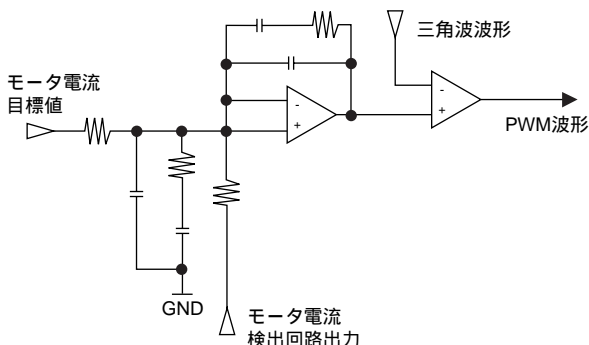 三角波波形
モータ電流
目標値
-
+
-
+
PWM波形
GND
モータ電流
検出回路出力